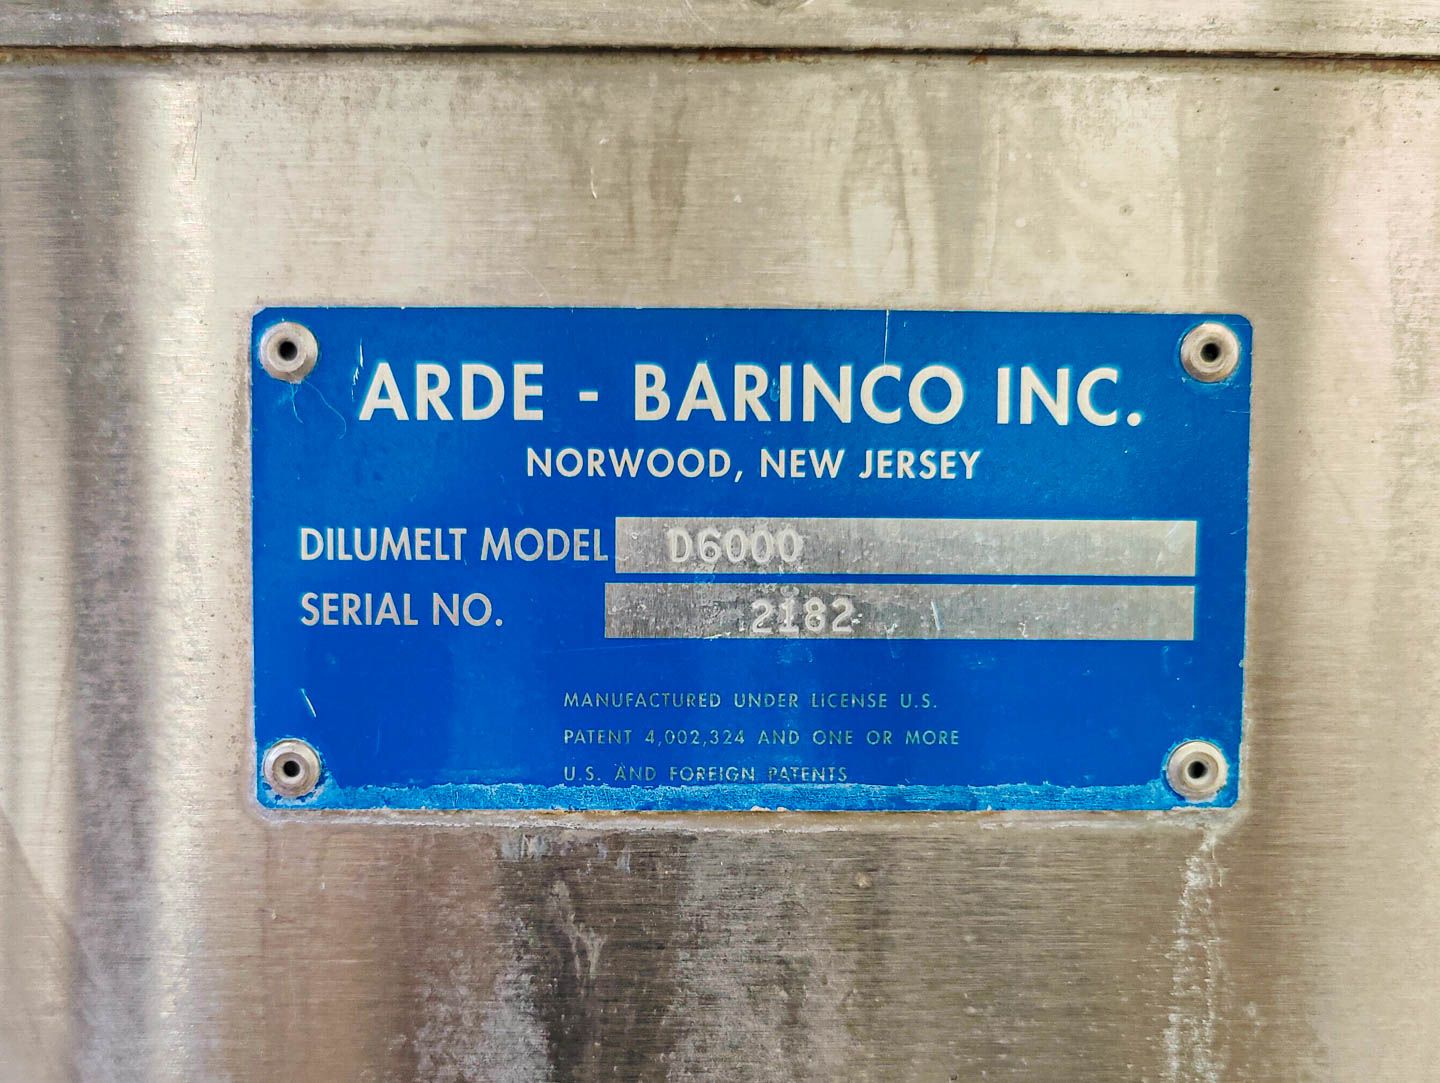 ARDE - BARINCO INC.
NORWOOD, NEW JERSEY
DILUMELT MODEL D6000
SERIAL NO. 2182
MANUFACTURED UNDER LICENSE U.S.
PATENT 4,002,324 AND ONE OR MORE
U.S. AND FOREIGN PATENTS